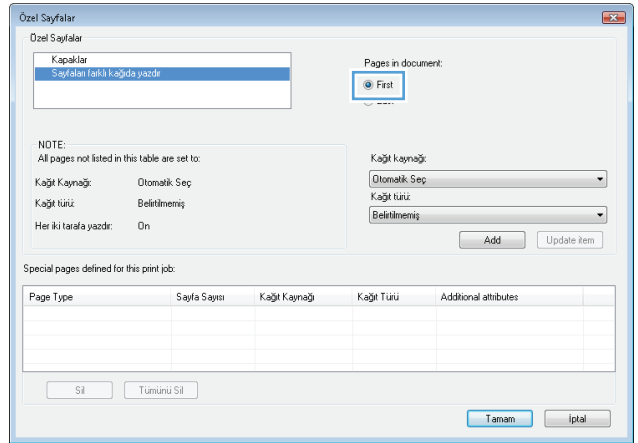 Özel Sayfalar
Özel Sayfalar
Kapaklar
Sayfaları farklı kağıda yazdır
Pages in document:
First
NOTE:
All pages not listed in this table are set to:
Kağıt Kaynağı: Otomatik Seç
Kağıt türü: Belirtilmemiş
Her iki tarafa yazdır: On
Kağıt kaynağı:
Otomatik Seç
Kağıt türü:
Belirtilmemiş
Add Update item
Special pages defined for this print job:
Page Type Sayfa Sayısı Kağıt Kaynağı Kağıt Türü Additional attributes
Sil Tümünü Sil
Tamam İptal